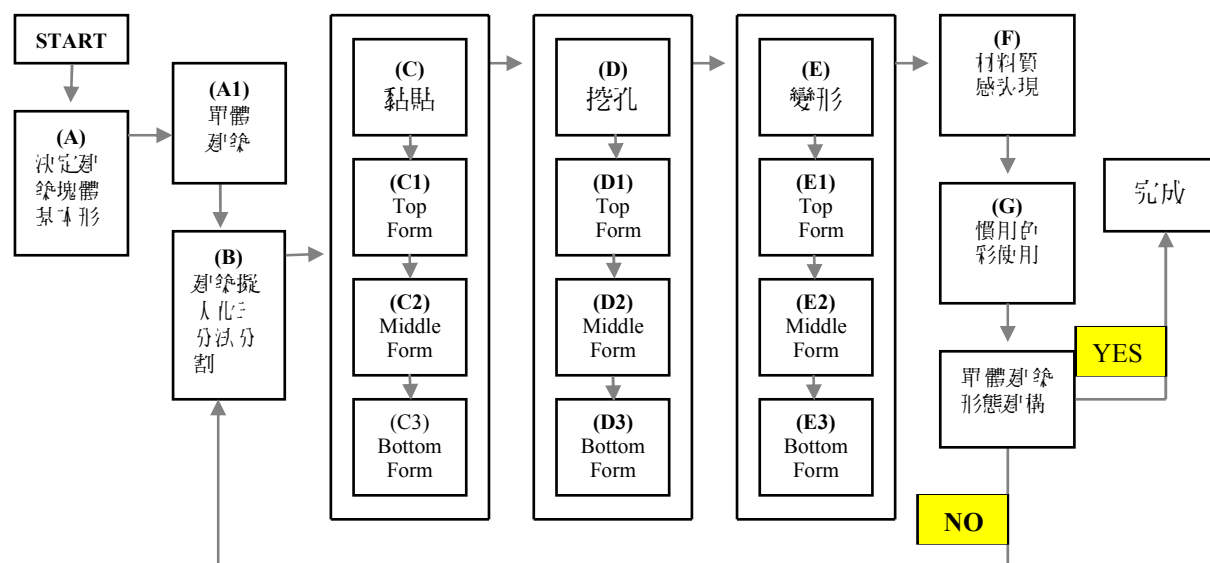 START
(A)
決定建
築塊體
基本形
(A1)
單體
建築
(B)
建築擬
人化三
分法分
割
(C)
黏貼
(C1)
Top
Form
(C2)
Middle
Form
(C3)
Bottom
Form
(D)
挖孔
(D1)
Top
Form
(D2)
Middle
Form
(D3)
Bottom
Form
(E)
變形
(E1)
Top
Form
(E2)
Middle
Form
(E3)
Bottom
Form
(F)
材料質
感表現
(G)
慣用色
彩使用
單體建築
形態建構
YES
NO
完成